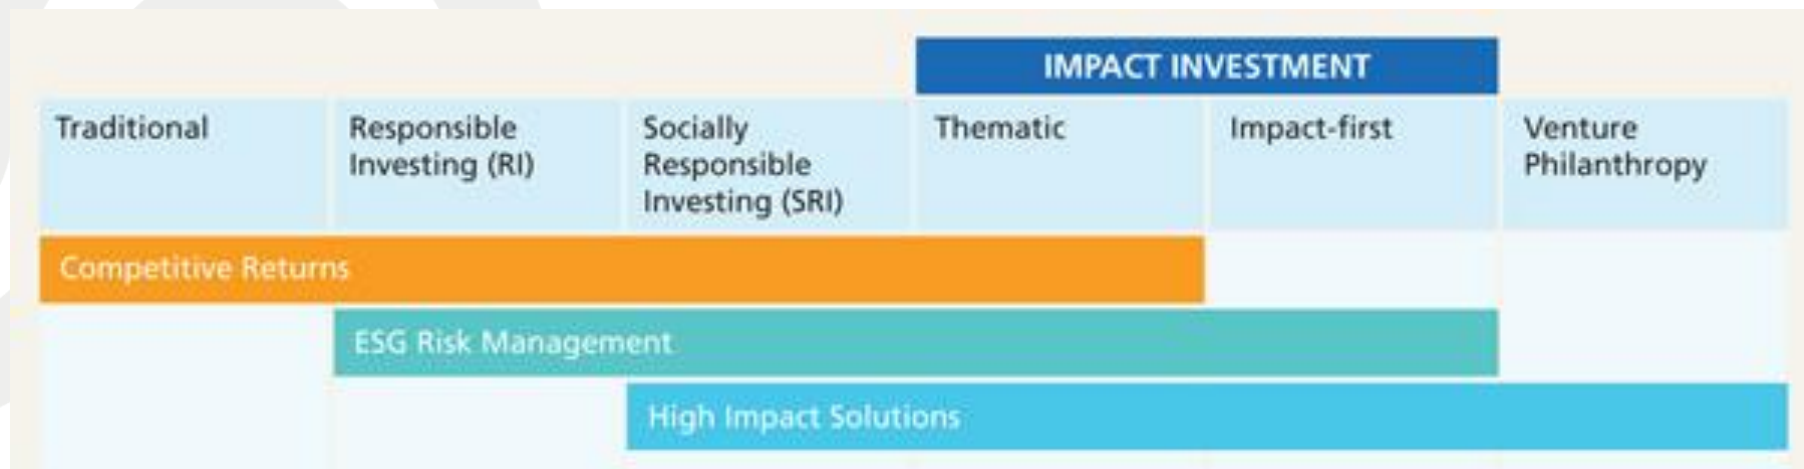 IMPACT INVESTMENT
Traditional
Responsible
Investing (RI)
Socially
Responsible
Investing (SRI)
Thematic
Impact-first
Venture
Philanthropy
Competitive Returns
ESG Risk Management
High Impact Solutions